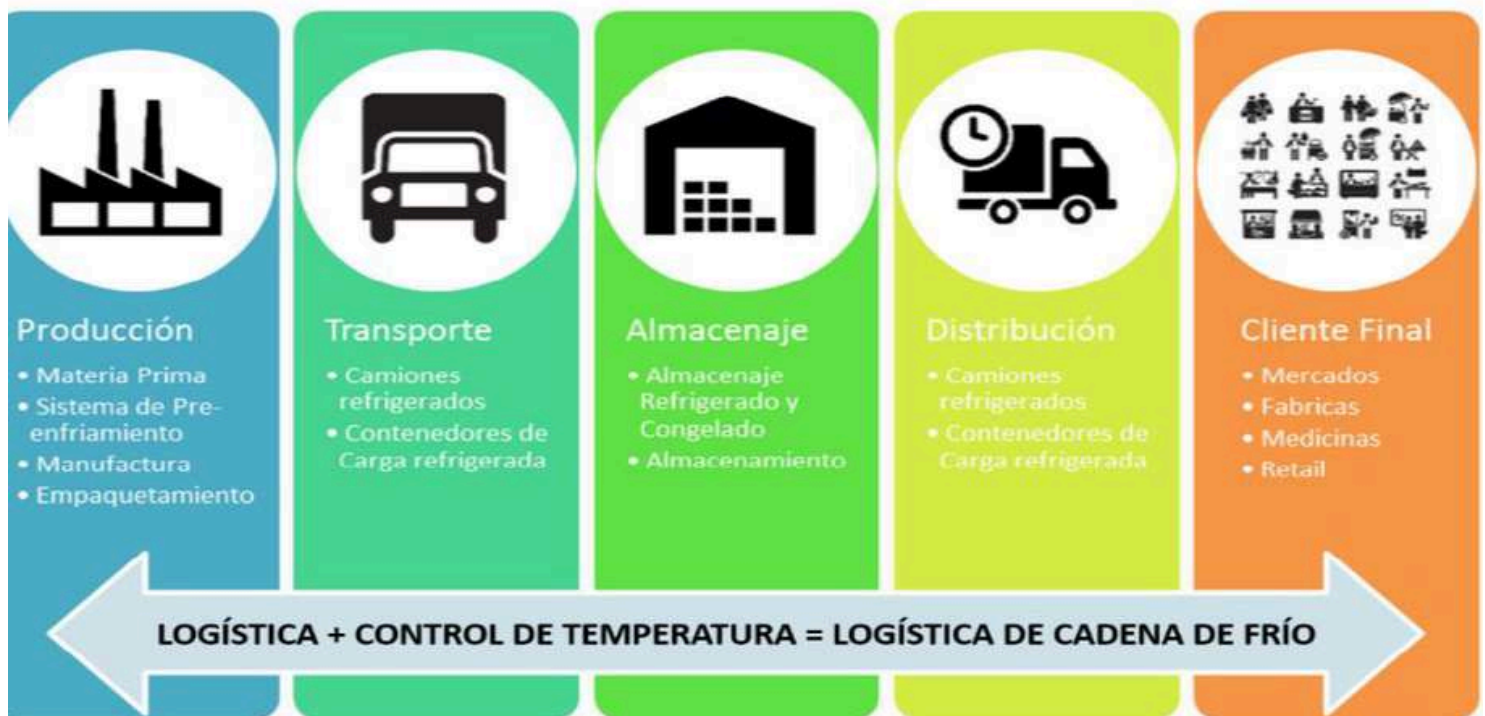 Producción
• Materia Prima
• Sistema de Pre-
enfriamiento
• Manufactura
• Empaquetamiento
Transporte
• Camiones
refrigerados
• Contenedores de
Carga refrigerada
Almacenaje
• Almacenaje
Refrigerado y
Congelado
• Almacenamiento
Distribución
• Camiones
refrigerados
• Contenedores de
Carga refrigerada
Cliente Final
• Mercados
• Fabricas
• Medicinas
• Retail
LOGÍSTICA + CONTROL DE TEMPERATURA = LOGÍSTICA DE CADENA DE FRÍO